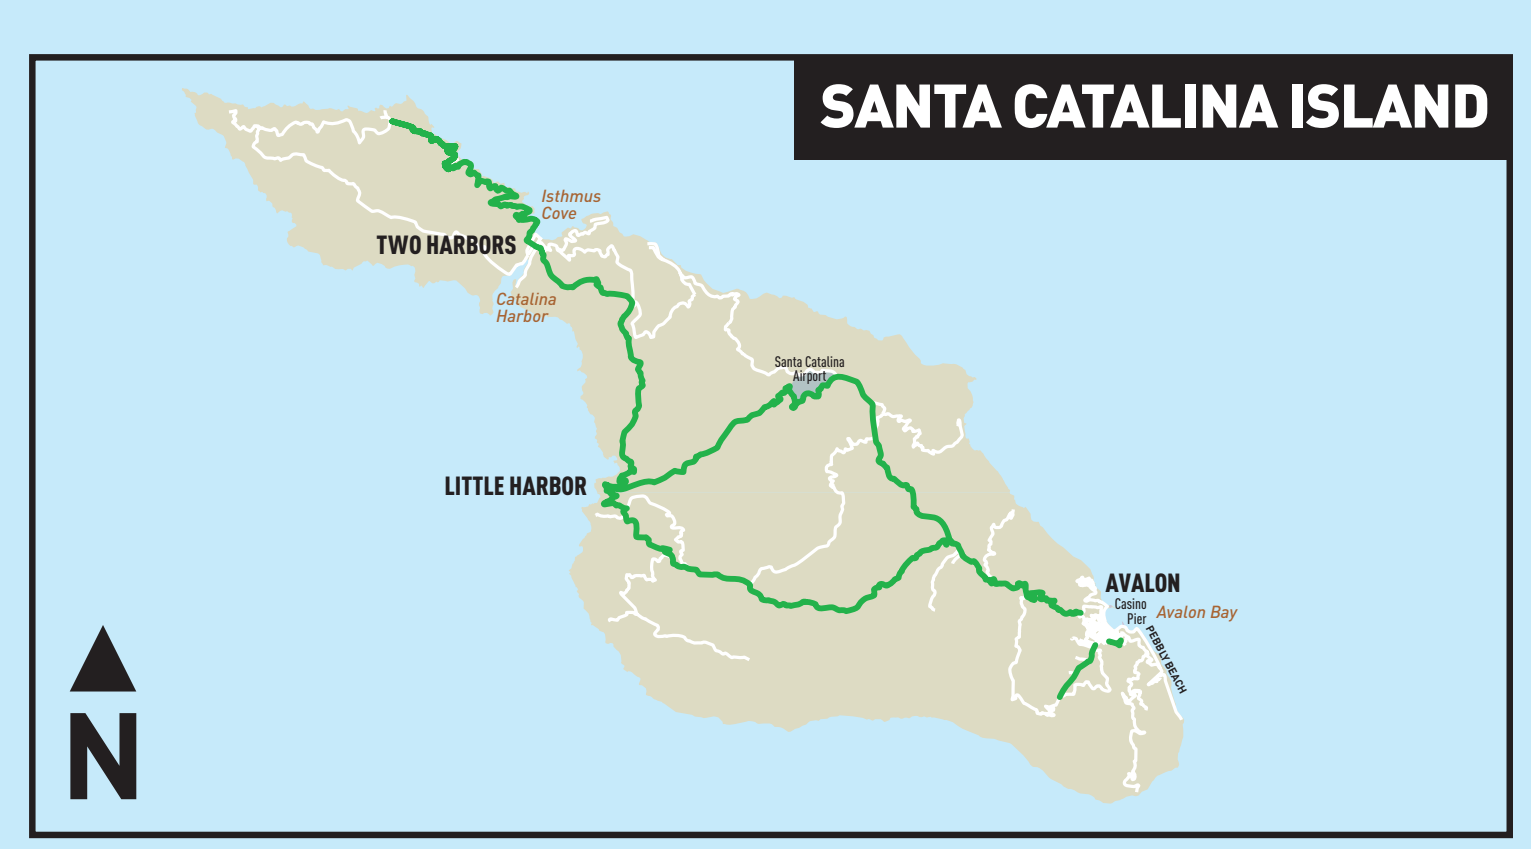 SANTA CATALINA ISLAND
Isthmus
Cove
TWO HARBORS
Catalina
Harbor
Santa Catalina
Airport
LITTLE HARBOR
AVALON
Casino
Pier
Avalon Bay
PEBBLY BEACH
N